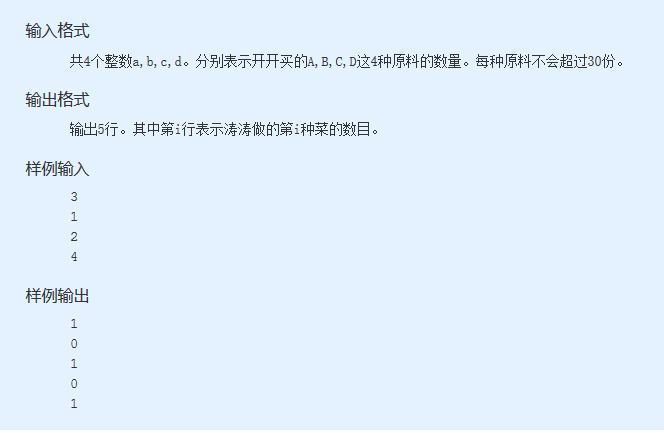 输入格式
共4个整数a,b,c,d。分别表示开开买的A,B,C,D这4种原料的数量。每种原料不会超过30份。
输出格式
输出5行。其中第i行表示涛涛做的第i种菜的数目。
样例输入
3
1
2
4
样例输出
1
0
1
0
1